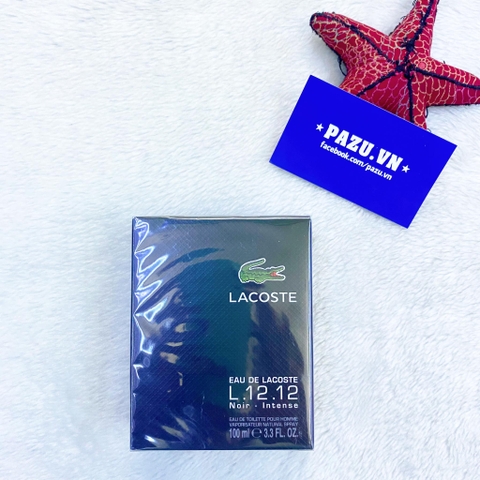 ★ PAZU.VN ★
facebook.com/pazu.vn
LACOSTE
EAU DE LACOSTE
L.12.12
Noir · Intense
EAU DE TOILETTE POUR HOMME
VAPORISATEUR NATURAL SPRAY
100 ml ℮ 3.3 FL. OZ.